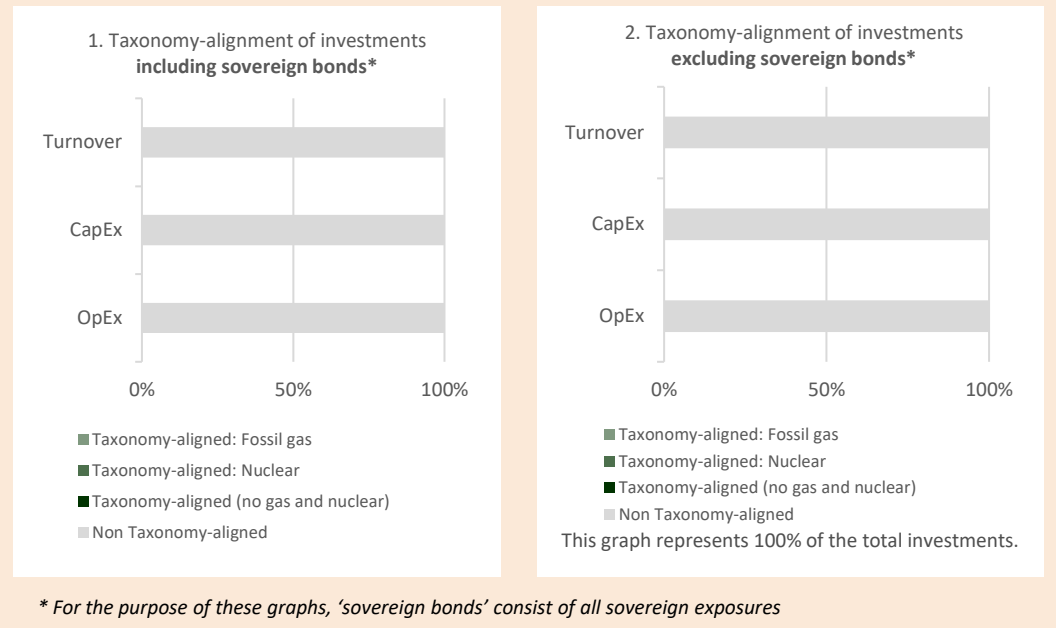 1. Taxonomy-alignment of investments
including sovereign bonds*
Turnover
CapEx
OpEx
0% 50% 100%
Taxonomy-aligned: Fossil gas
Taxonomy-aligned: Nuclear
Taxonomy-aligned (no gas and nuclear)
Non Taxonomy-aligned
2. Taxonomy-alignment of investments
excluding sovereign bonds*
Turnover
CapEx
OpEx
0% 50% 100%
Taxonomy-aligned: Fossil gas
Taxonomy-aligned: Nuclear
Taxonomy-aligned (no gas and nuclear)
Non Taxonomy-aligned
This graph represents 100% of the total investments.
* For the purpose of these graphs, ‘sovereign bonds’ consist of all sovereign exposures